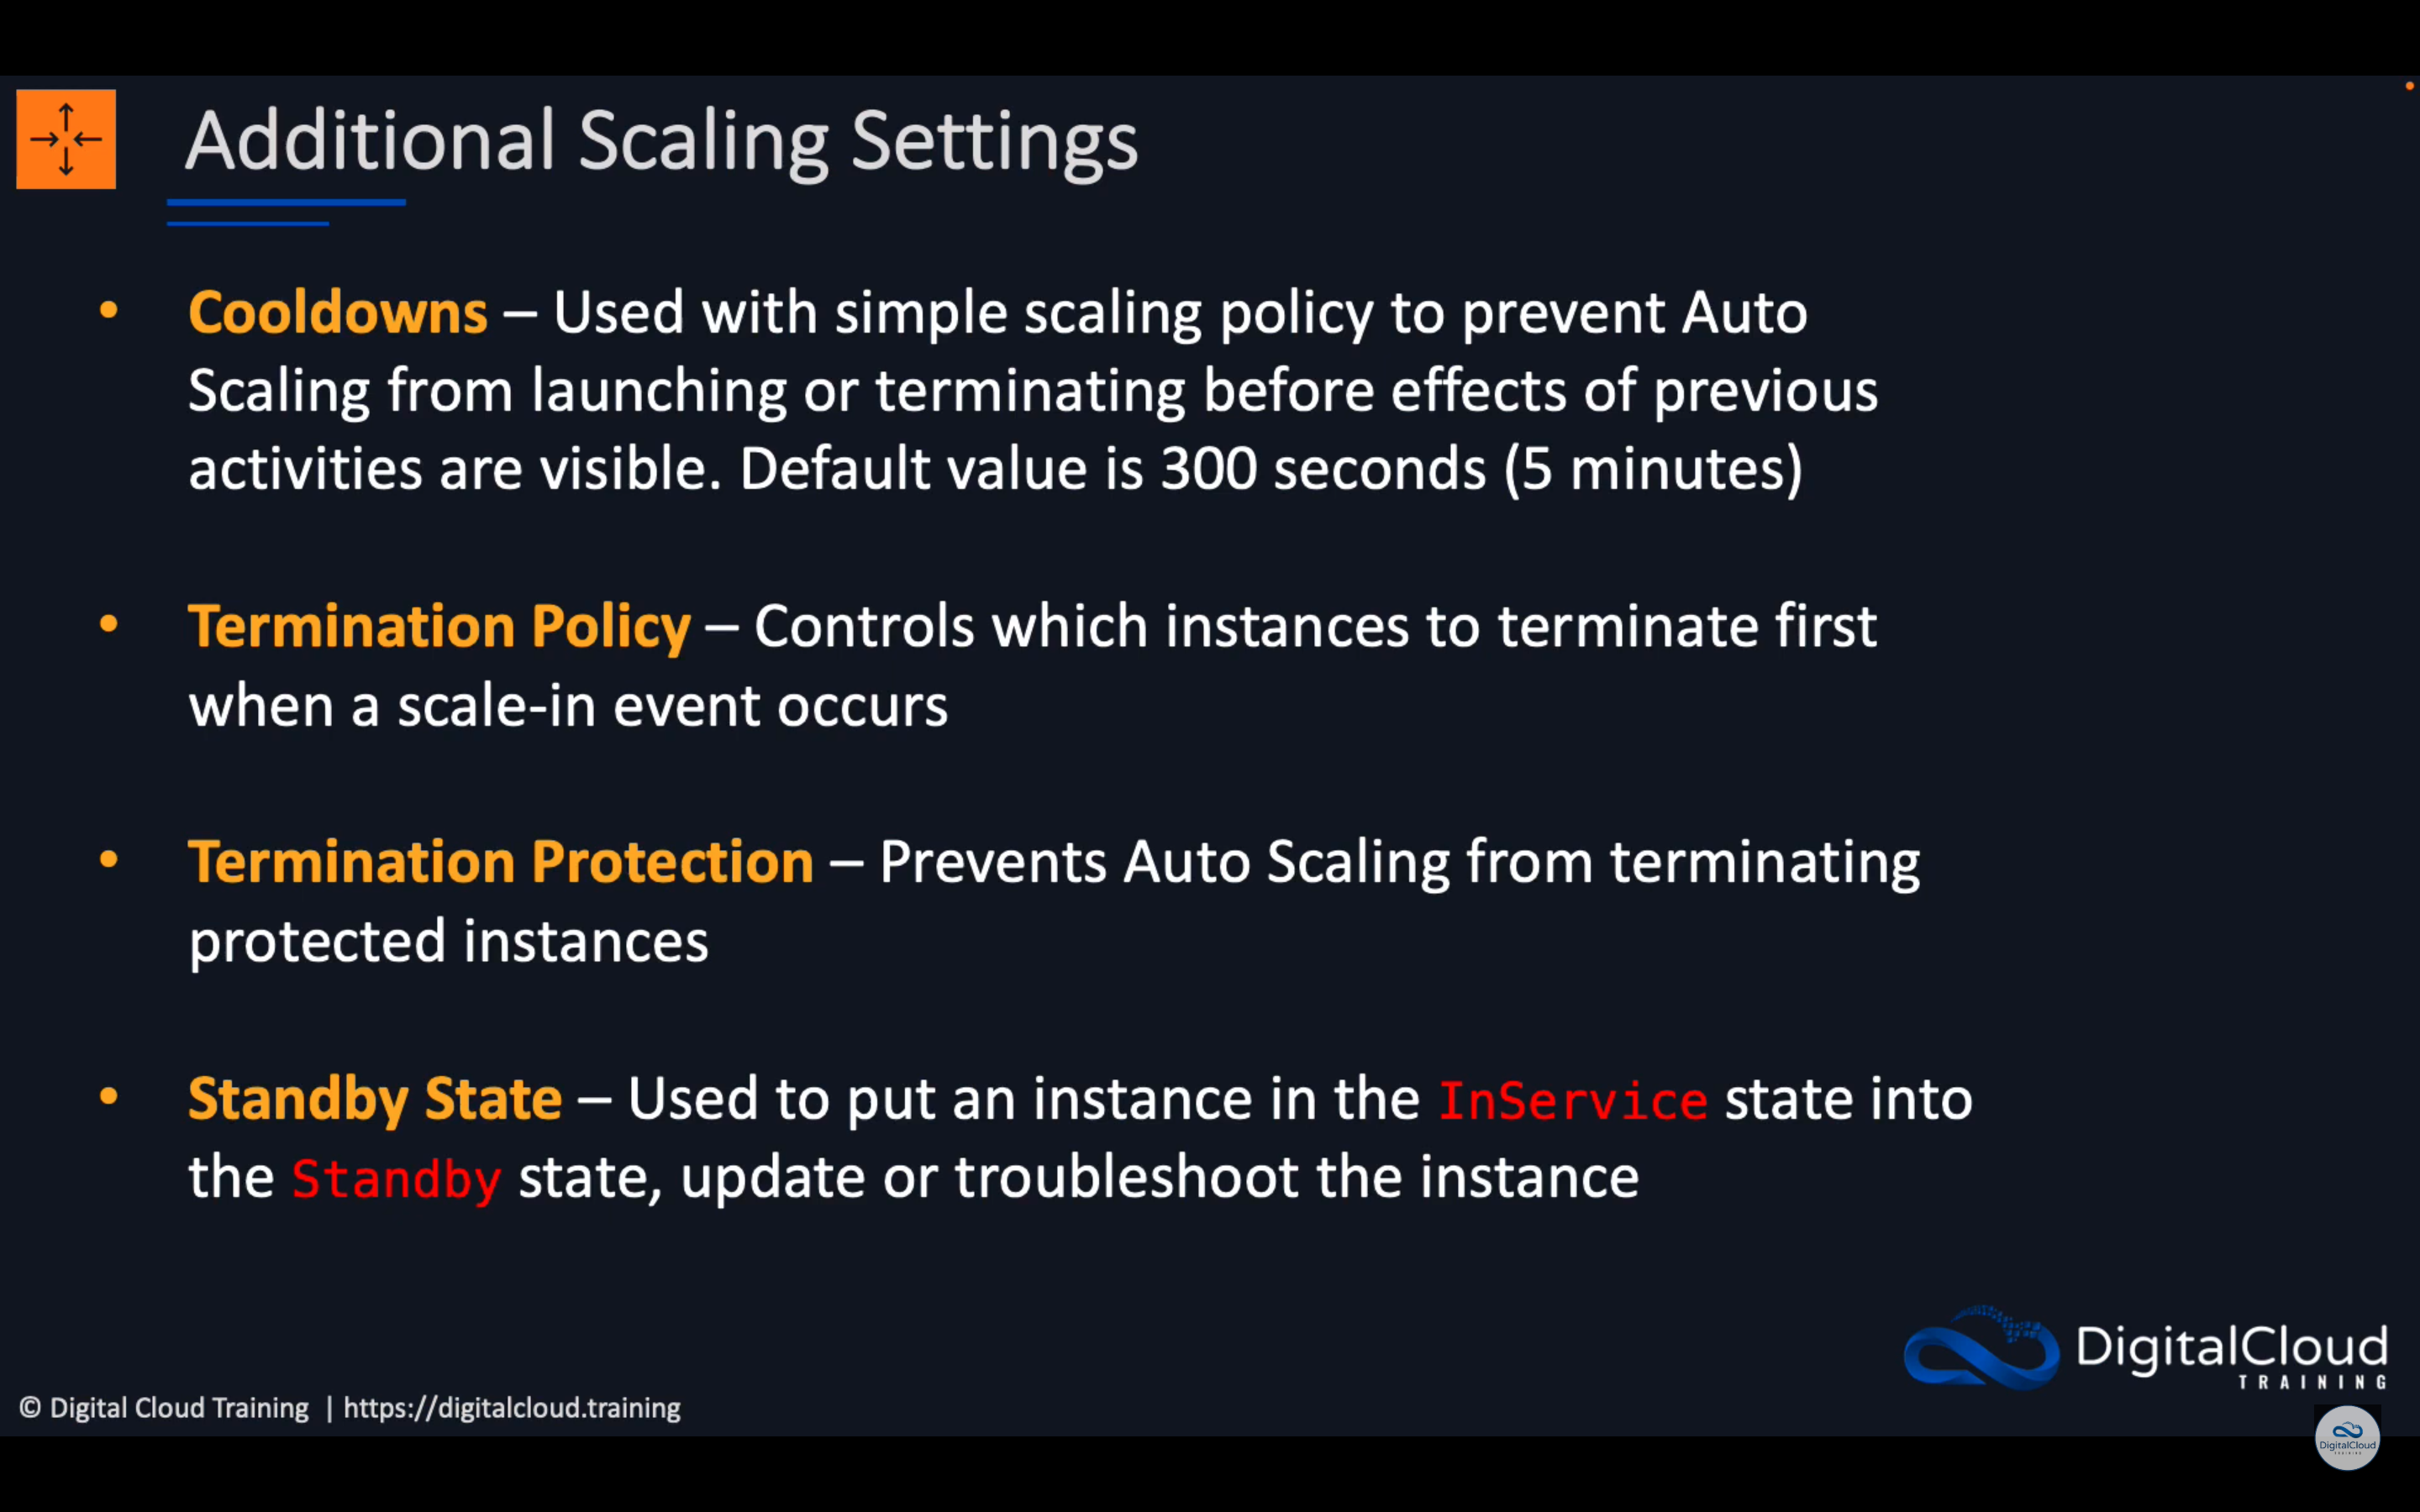 Additional Scaling Settings
• Cooldowns – Used with simple scaling policy to prevent Auto
Scaling from launching or terminating before effects of previous
activities are visible. Default value is 300 seconds (5 minutes)
• Termination Policy – Controls which instances to terminate first
when a scale-in event occurs
• Termination Protection – Prevents Auto Scaling from terminating
protected instances
• Standby State – Used to put an instance in the InService state into
the Standby state, update or troubleshoot the instance
DigitalCloud
TRAINING
© Digital Cloud Training | https://digitalcloud.training
DigitalCloud
TRAINING